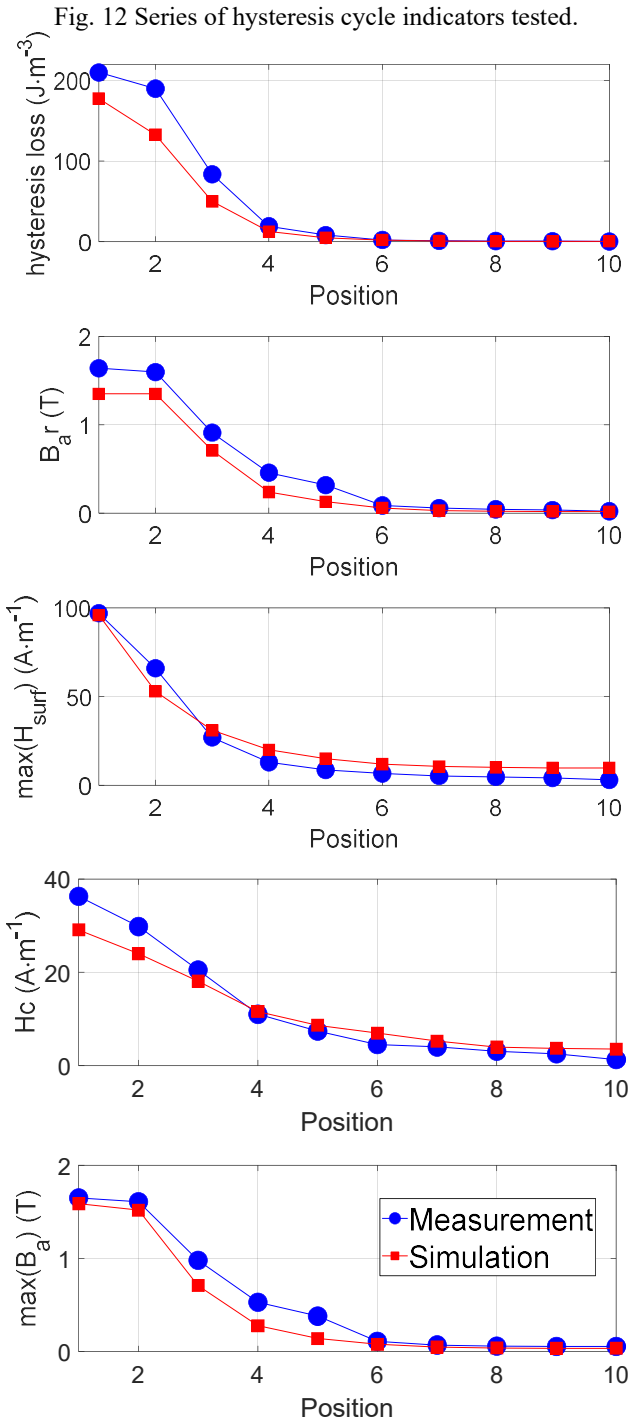 Fig. 12 Series of hysteresis cycle indicators tested.
hysteresis loss (J·m⁻³)
200
100
0
2 4 6 8 10
Position
Bₐr (T)
2
1
0
2 4 6 8 10
Position
max(H_surf) (A·m⁻¹)
100
50
0
2 4 6 8 10
Position
Hc (A·m⁻¹)
40
20
0
2 4 6 8 10
Position
max(Bₐ) (T)
2
1
0
Measurement
Simulation
2 4 6 8 10
Position